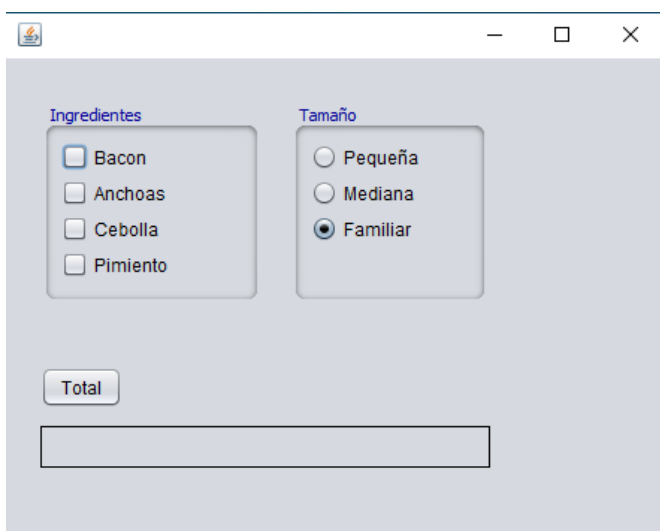 Ingredientes
Bacon
Anchoas
Cebolla
Pimiento
Tamaño
Pequeña
Mediana
Familiar
Total